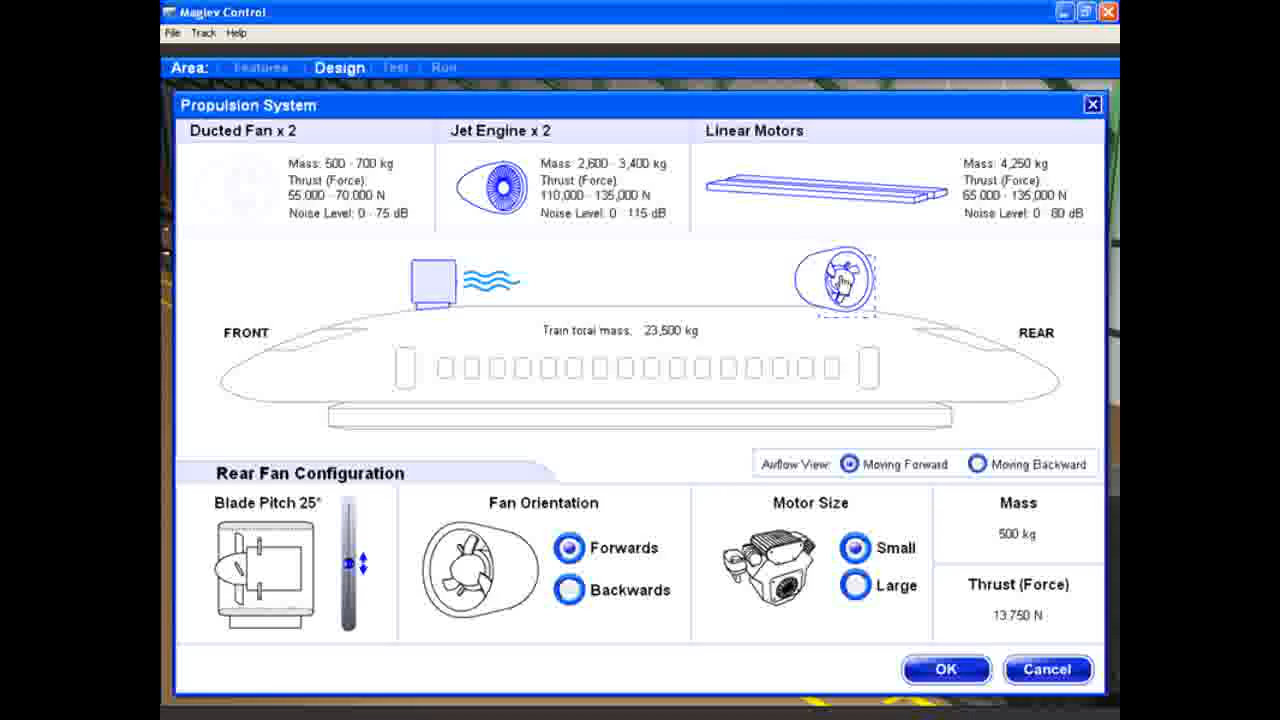 Maglev Control
File Track Help
Area: Features Design Test Run
Propulsion System
Ducted Fan x 2
Mass: 500 - 700 kg
Thrust (Force)
55,000 - 70,000 N
Noise Level: 0 - 75 dB
Jet Engine x 2
Mass: 2,600 - 3,400 kg
Thrust (Force)
110,000 - 135,000 N
Noise Level: 0 - 115 dB
Linear Motors
Mass: 4,250 kg
Thrust (Force)
65,000 - 135,000 N
Noise Level: 0 - 80 dB
FRONT
Train total mass: 23,500 kg
REAR
Airflow View: Moving Forward Moving Backward
Rear Fan Configuration
Blade Pitch 25°
Fan Orientation
Forwards
Backwards
Motor Size
Small
Large
Mass
500 kg
Thrust (Force)
13,750 N
OK Cancel